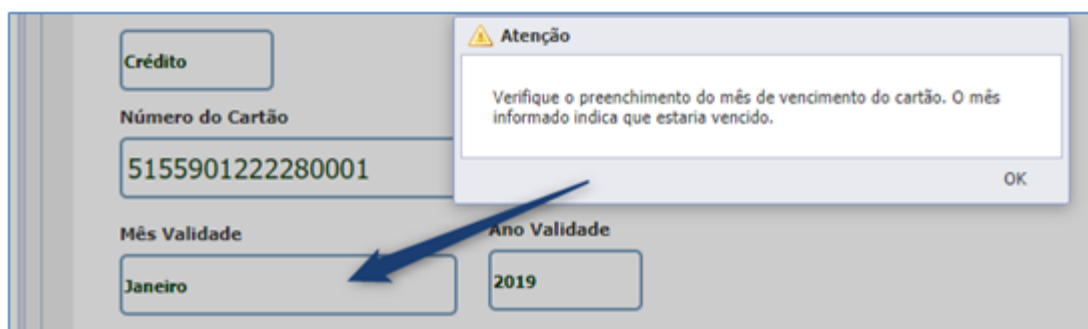 Atenção
Crédito
Verifique o preenchimento do mês de vencimento do cartão. O mês
informado indica que estaria vencido.
Número do Cartão
5155901222280001
OK
Mês Validade
Ano Validade
Janeiro
2019